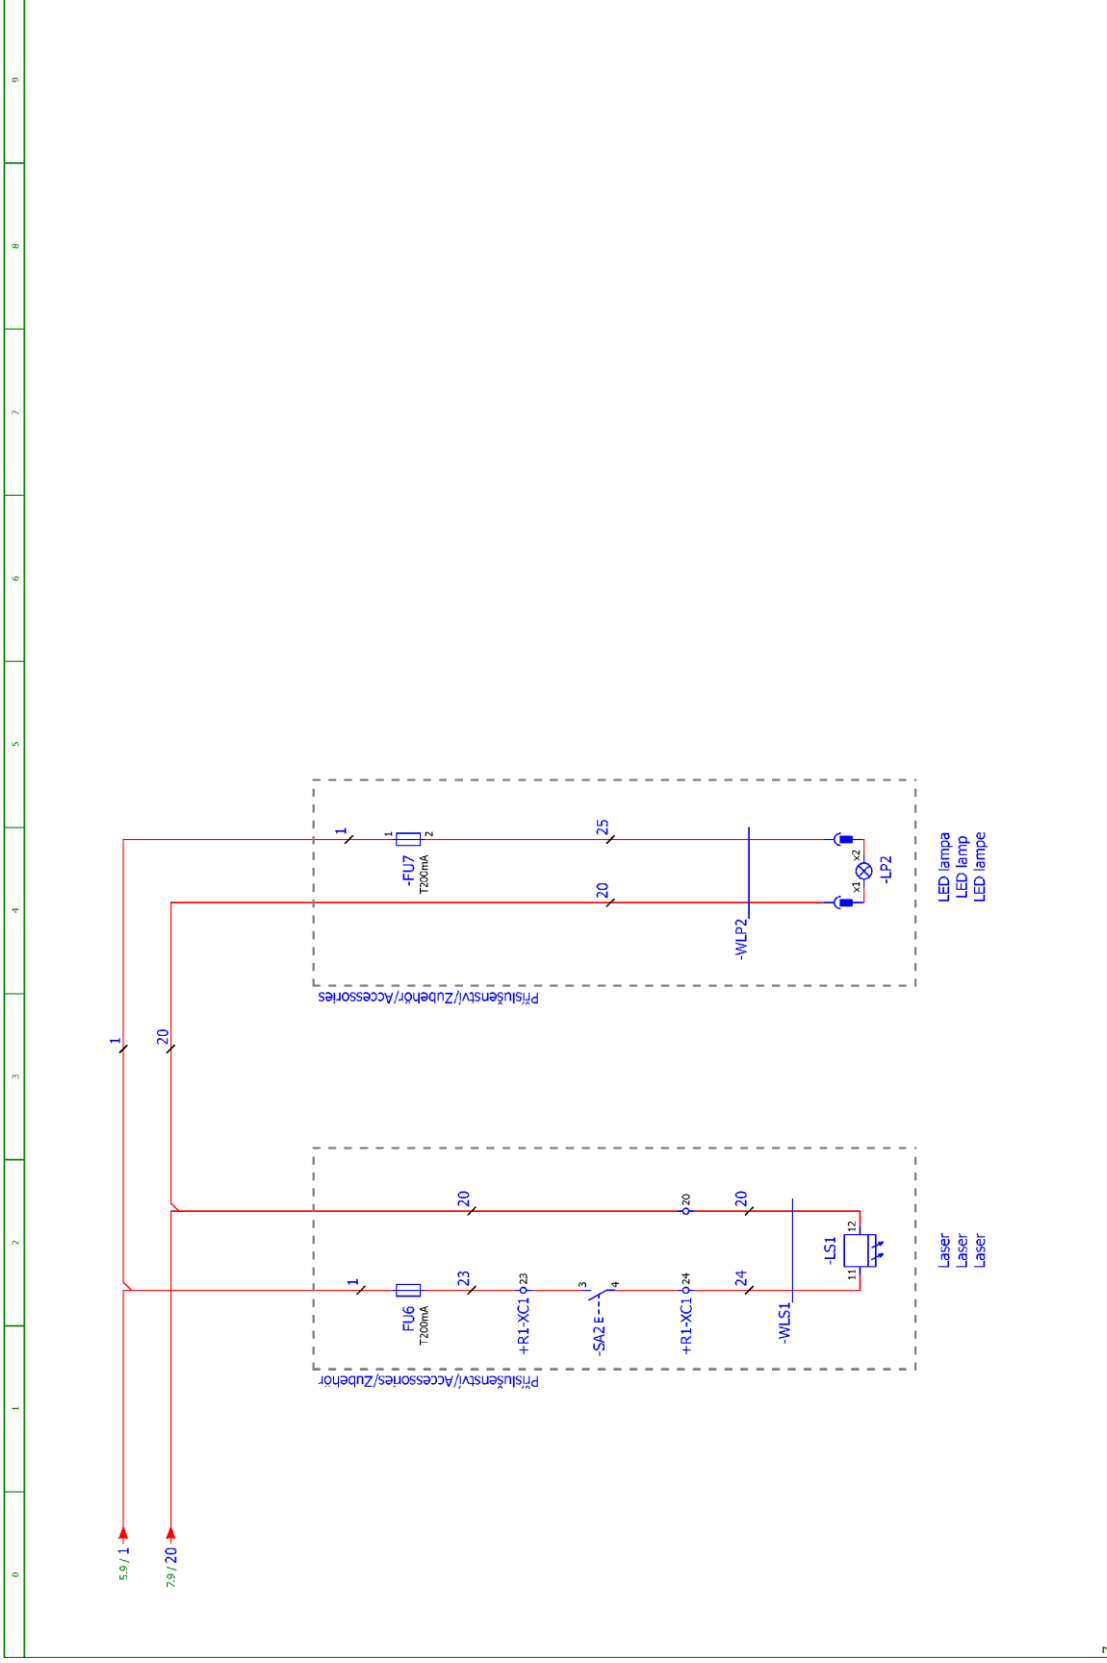 0
1
2
3
4
5
6
7
8
9
5.9 / 1
7.9 / 20
1
20
Příslušenství/Accessories/Zubehör
1
FU6
T200mA
23
20
+R1-XC1
23
-SA2
3
4
+R1-XC1
24
20
24
20
-WLS1
-LS1
11
12
Laser
Laser
Laser
Příslušenství/Zubehör/Accessories
1
-FU7
T200mA
1
2
20
25
-WLP2
x1
x2
-LP2
LED lampa
LED lamp
LED lampe